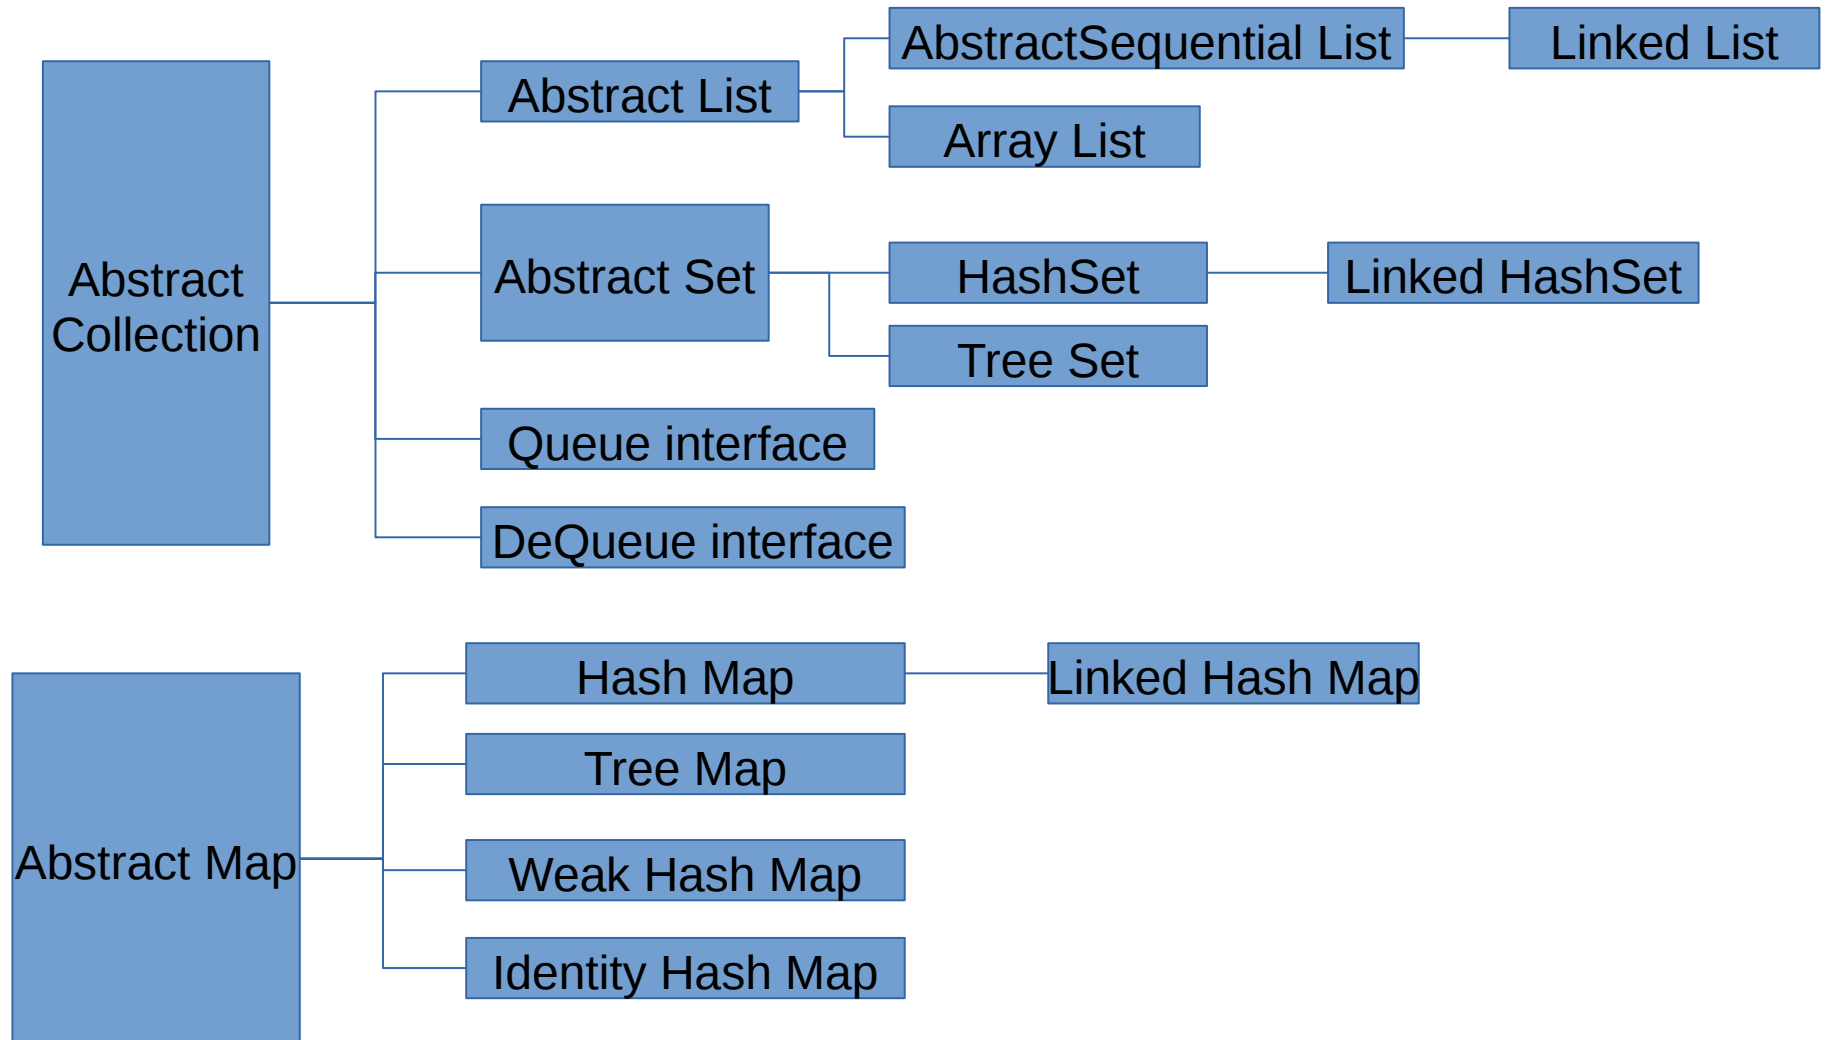 AbstractSequential List
Linked List
Abstract List
Array List
Abstract
Collection
Abstract Set
HashSet
Linked HashSet
Tree Set
Queue interface
DeQueue interface
Hash Map
Linked Hash Map
Tree Map
Abstract Map
Weak Hash Map
Identity Hash Map